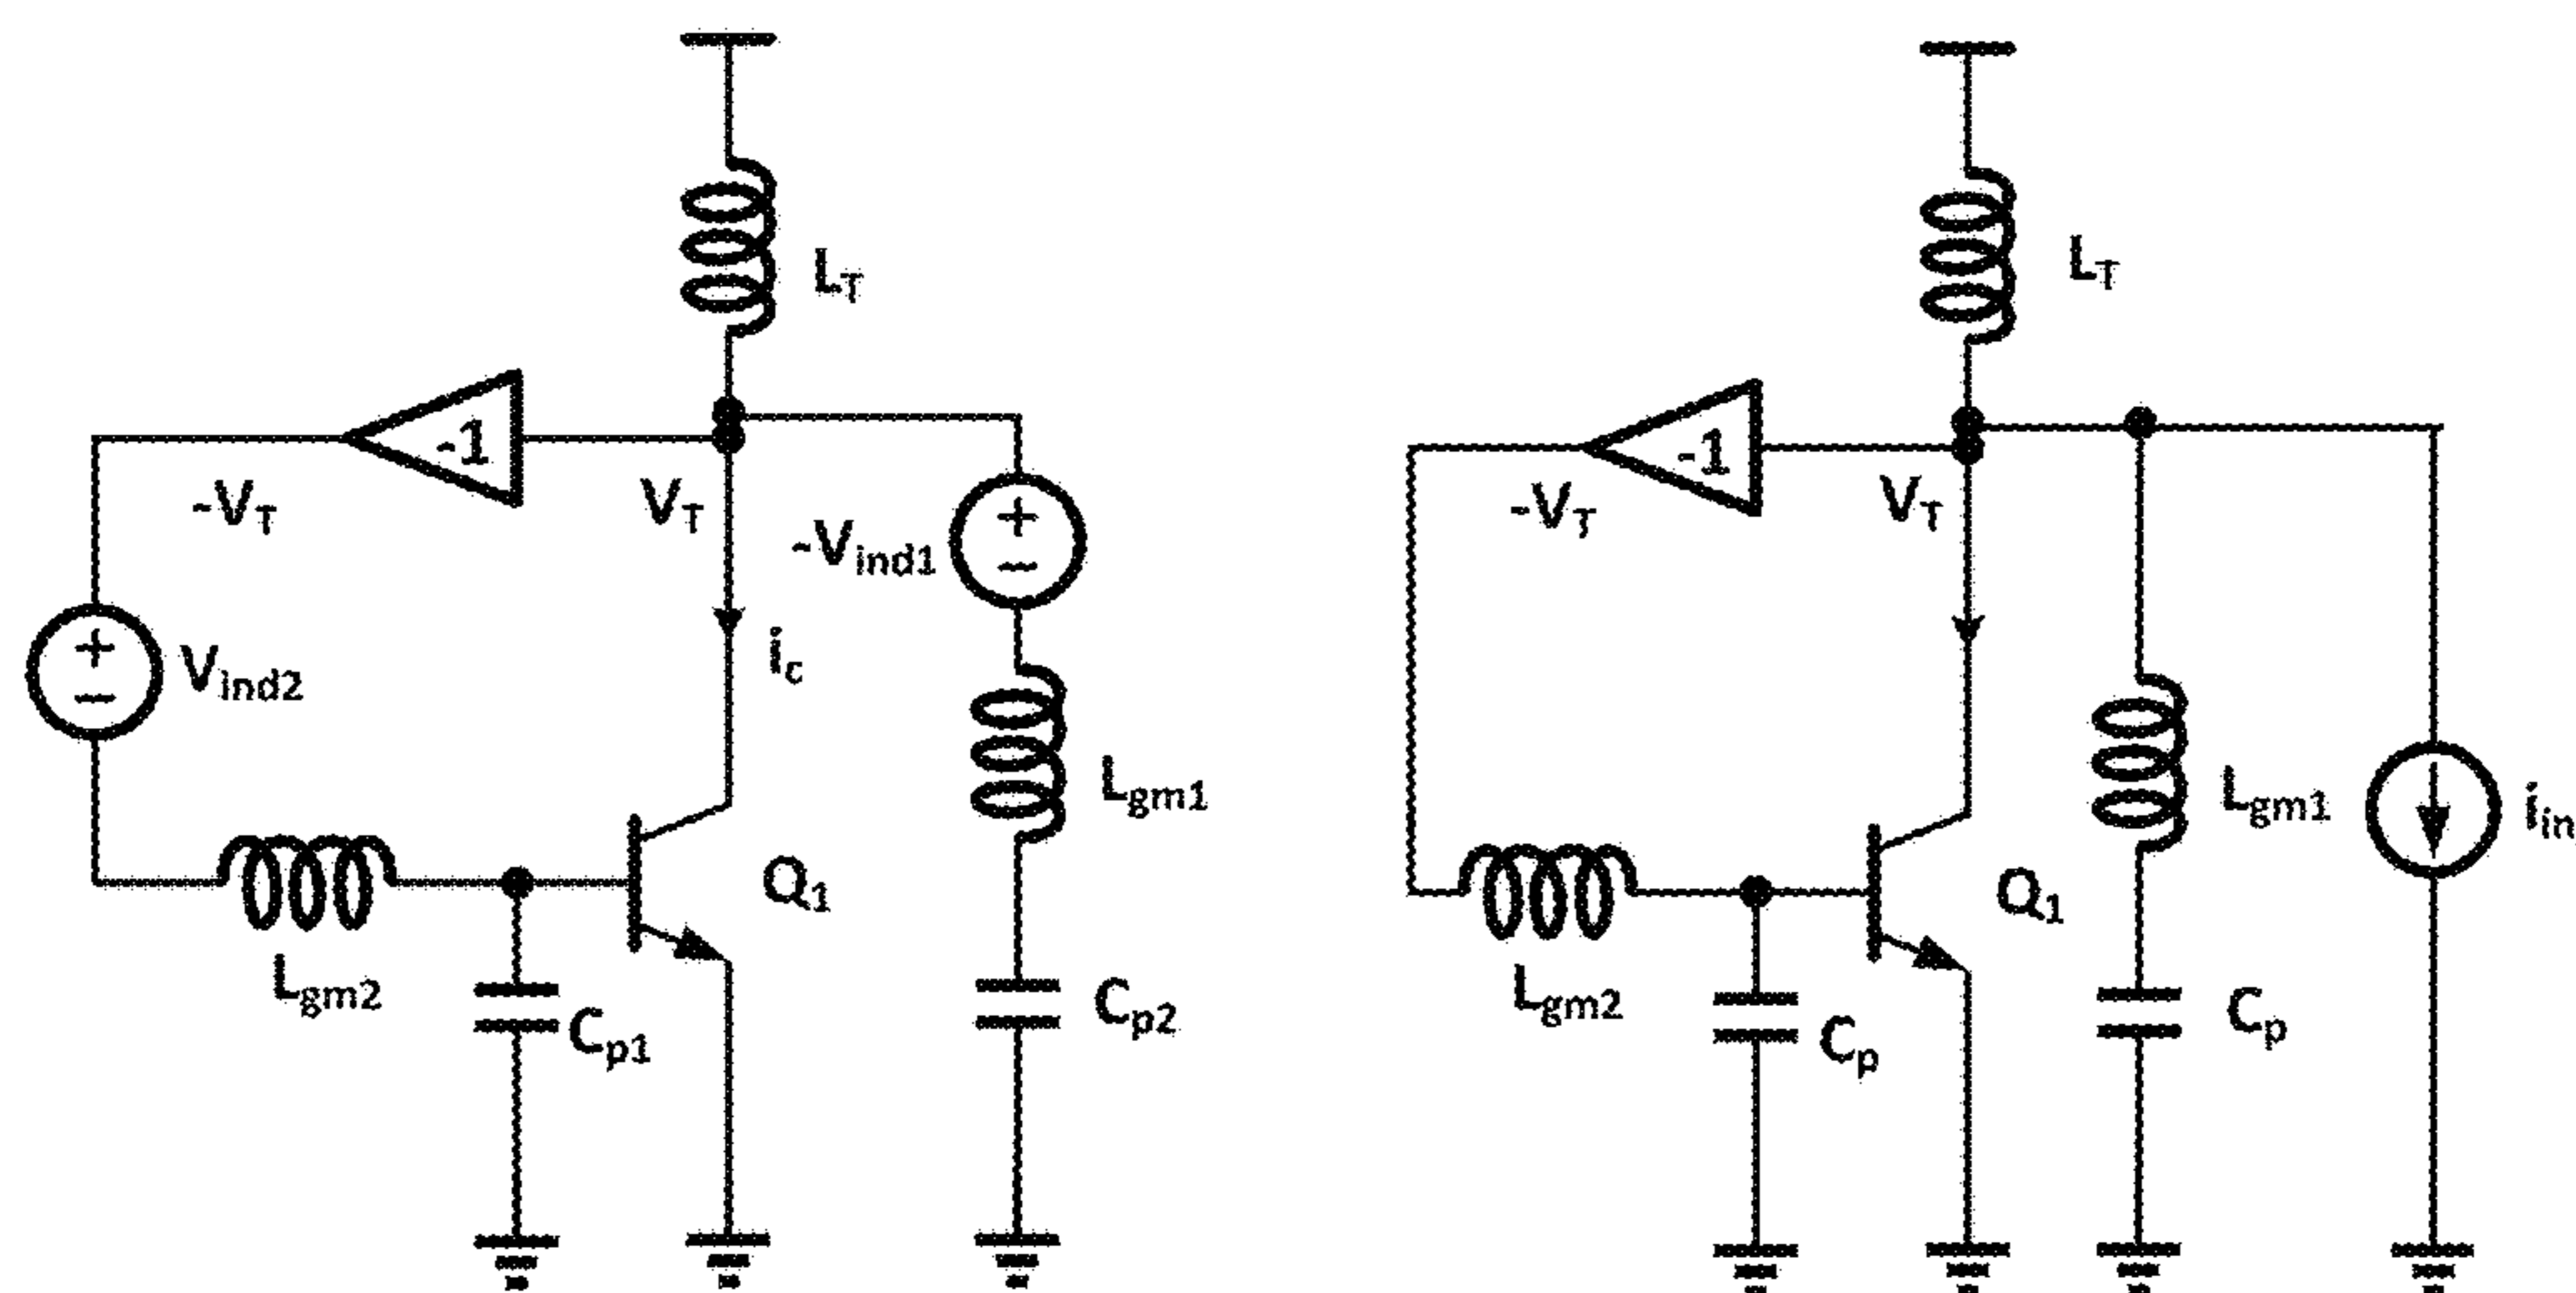 L_T
-1
-V_T
V_T
-V_ind1
+
−
+
−
V_ind2
i_c
L_gm1
Q_1
L_gm2
C_p1
C_p2
L_T
-1
-V_T
V_T
L_gm1
i_in
Q_1
L_gm2
C_p
C_p